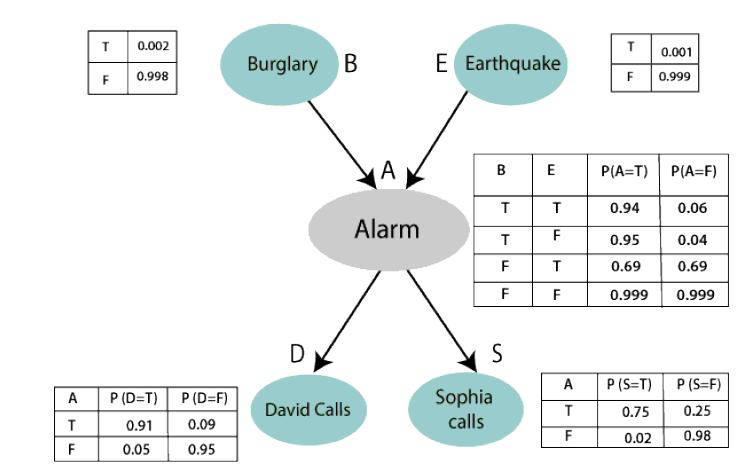 T 0.002
F 0.998
Burglary B
E Earthquake
T 0.001
F 0.999
A
B E P(A=T) P(A=F)
T T 0.94 0.06
T F 0.95 0.04
F T 0.69 0.69
F F 0.999 0.999
Alarm
D
S
A P (D=T) P (D=F)
T 0.91 0.09
F 0.05 0.95
David Calls
Sophia
calls
A P (S=T) P (S=F)
T 0.75 0.25
F 0.02 0.98